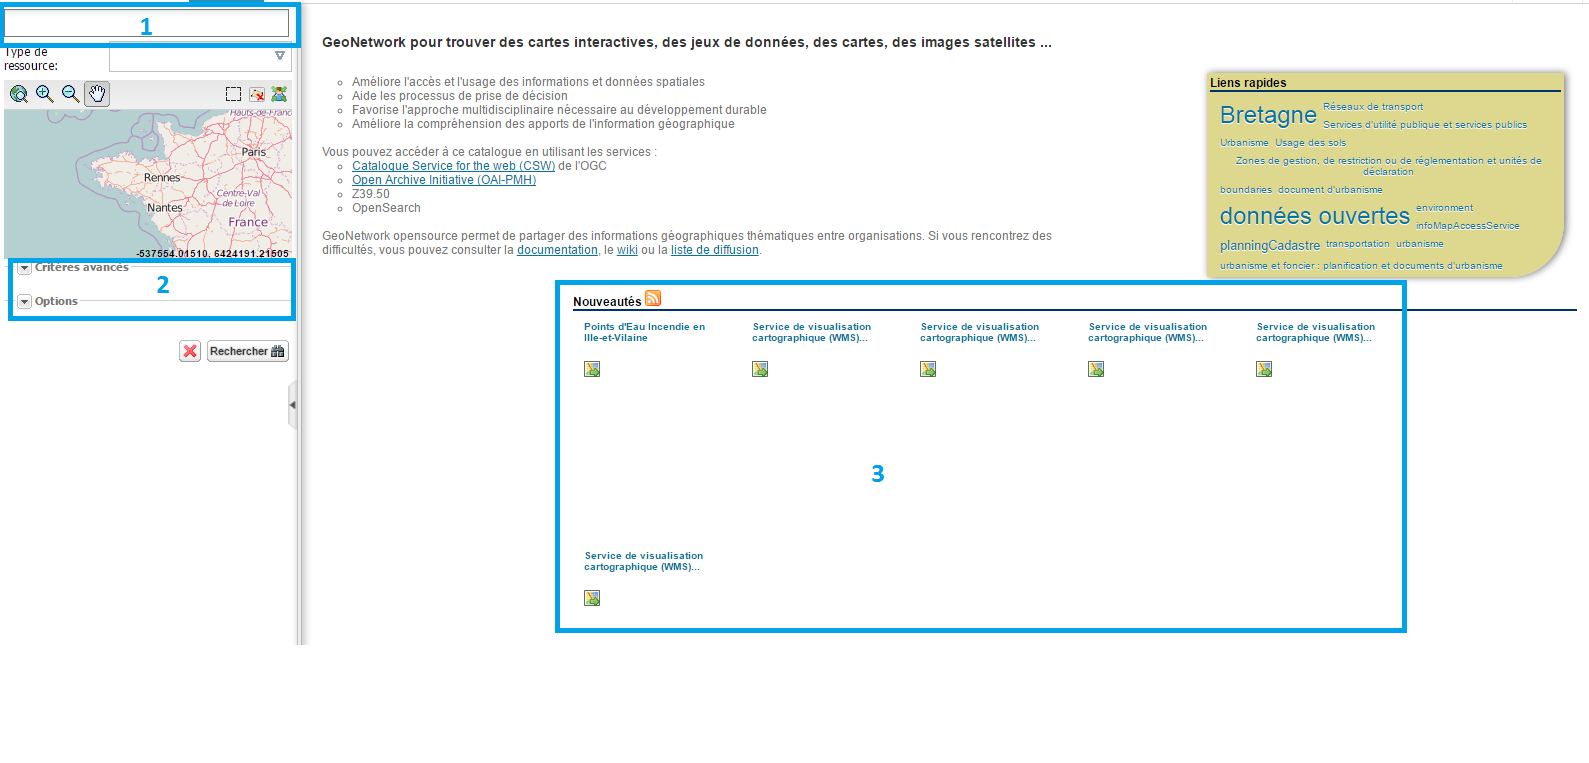 1
Type de
ressource:
Hauts-de-Franc
Paris
Rennes
Centre-Val
de Loire
Nantes
France
-537554.01510, 6424191.21505
Critères avancés
2
Options
Rechercher
GeoNetwork pour trouver des cartes interactives, des jeux de données, des cartes, des images satellites ...
Améliore l'accès et l'usage des informations et données spatiales
Aide les processus de prise de décision
Favorise l'approche multidisciplinaire nécessaire au développement durable
Améliore la compréhension des apports de l'information géographique
Vous pouvez accéder á ce catalogue en utilisant les services :
Catalogue Service for the web (CSW) de l'OGC
Open Archive Initiative (OAI-PMH)
Z39.50
OpenSearch
GeoNetwork opensource permet de partager des informations géographiques thématiques entre organisations. Si vous rencontrez des
difficultés, vous pouvez consulter la documentation, le wiki ou la liste de diffusion.
Liens rapides
Bretagne Réseaux de transport
Services d'utilité publique et services publics
Urbanisme Usage des sols
Zones de gestion, de restriction ou de réglementation et unités de
déclaration
boundaries document d'urbanisme
données ouvertes environment
infoMapAccessService
planningCadastre transportation urbanisme
urbanisme et foncier : planification et documents d'urbanisme
Nouveautés
Points d'Eau Incendie en
Ille-et-Vilaine
Service de visualisation
cartographique (WMS)...
Service de visualisation
cartographique (WMS)...
Service de visualisation
cartographique (WMS)...
Service de visualisation
cartographique (WMS)...
3
Service de visualisation
cartographique (WMS)...